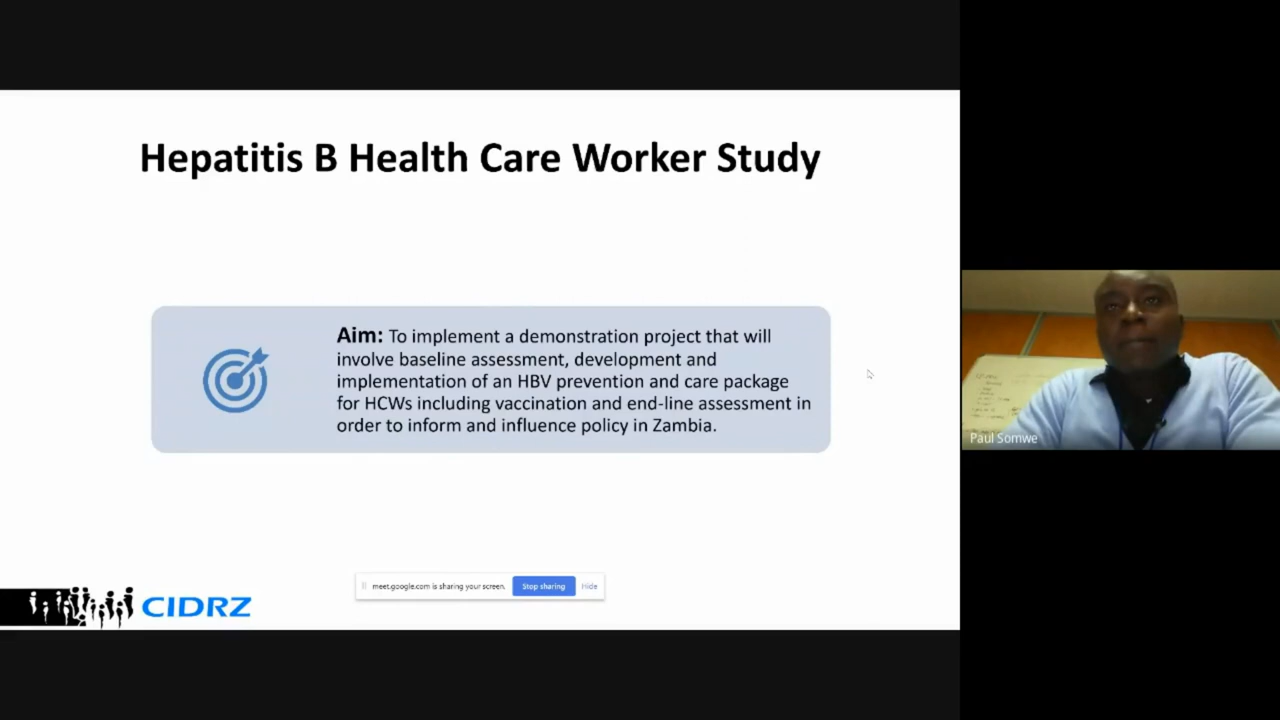 Hepatitis B Health Care Worker Study
Aim: To implement a demonstration project that will
involve baseline assessment, development and
implementation of an HBV prevention and care package
for HCWs including vaccination and end-line assessment in
order to inform and influence policy in Zambia.
Paul Somwe
meet.google.com is sharing your screen.
Stop sharing
Hide
CIDRZ